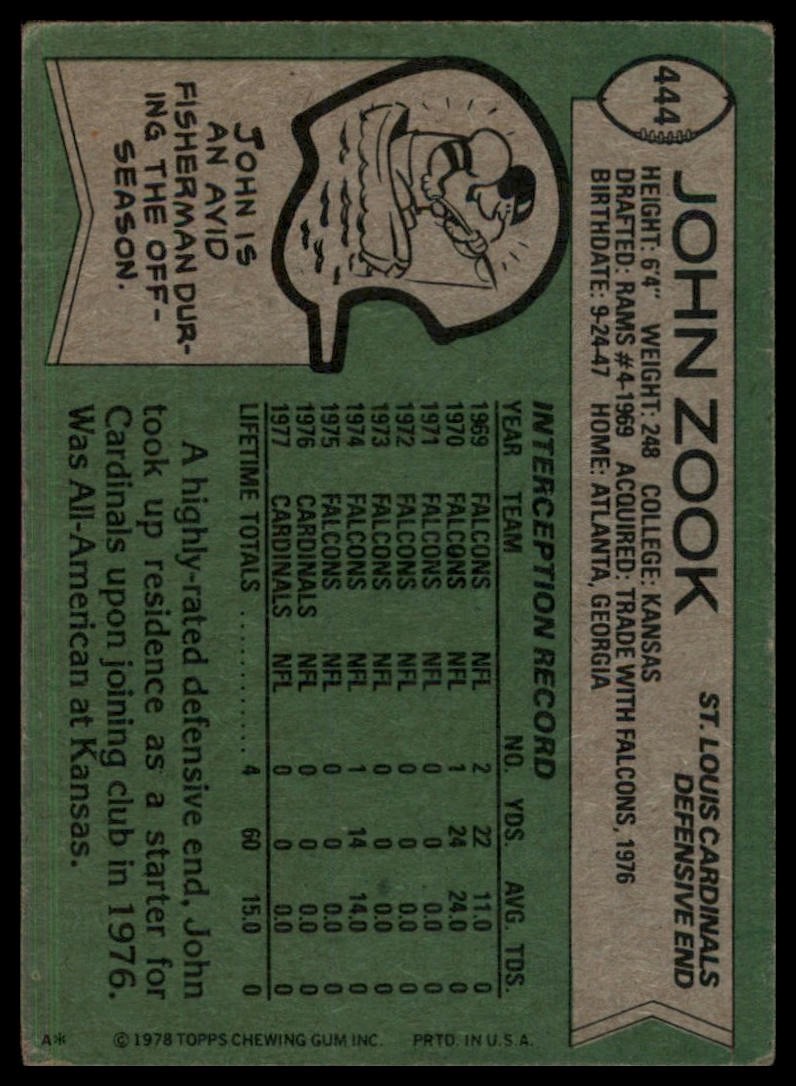 444
JOHN ZOOK
ST. LOUIS CARDINALS
DEFENSIVE END
HEIGHT: 6'4" WEIGHT: 248 COLLEGE: KANSAS
DRAFTED: RAMS #4-1969 ACQUIRED: TRADE WITH FALCONS, 1976
BIRTHDATE: 9-24-47 HOME: ATLANTA, GEORGIA
JOHN IS
AN AVID
FISHERMAN DUR-
ING THE OFF-
SEASON.
INTERCEPTION RECORD
YEAR TEAM NO. YDS. AVG. TDS.
1969 FALCONS NFL 2 22 11.0 0
1970 FALCONS NFL 1 24 24.0 0
1971 FALCONS NFL 0 0 0.0 0
1972 FALCONS NFL 0 0 0.0 0
1973 FALCONS NFL 0 0 0.0 0
1974 FALCONS NFL 1 14 14.0 0
1975 FALCONS NFL 0 0 0.0 0
1976 CARDINALS NFL 0 0 0.0 0
1977 CARDINALS NFL 0 0 0.0 0
LIFETIME TOTALS .............. 4 60 15.0 0
A highly-rated defensive end, John
took up residence as a starter for
Cardinals upon joining club in 1976.
Was All-American at Kansas.
A* © 1978 TOPPS CHEWING GUM INC. PRTD. IN U.S.A.